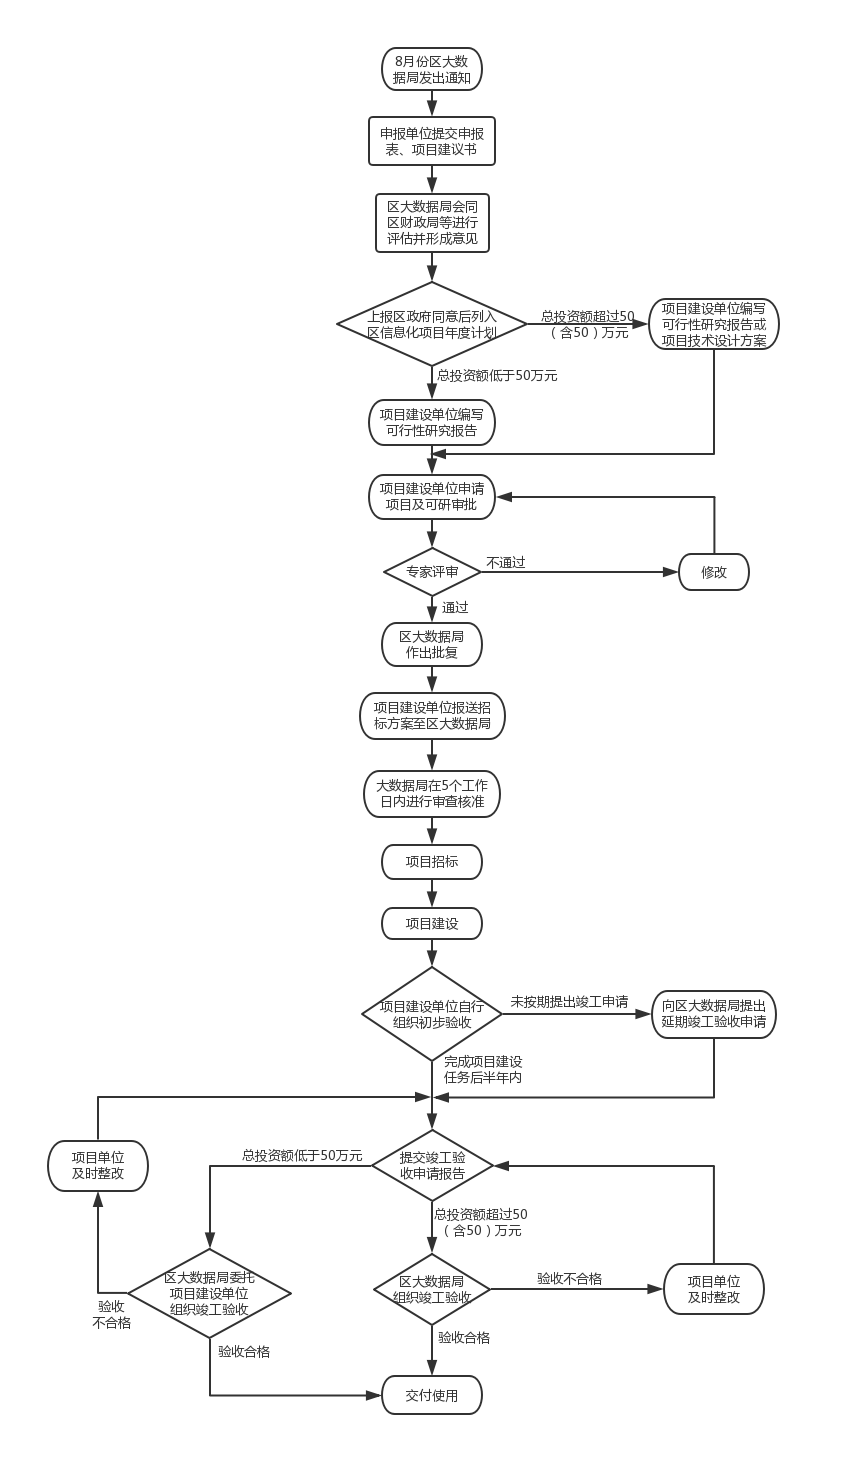 8月份区大数
据局发出通知
申报单位提交申报
表、项目建议书
区大数据局会同
区财政局等进行
评估并形成意见
上报区政府同意后列入
区信息化项目年度计划
总投资额超过50
（含50）万元
项目建设单位编写
可行性研究报告或
项目技术设计方案
总投资额低于50万元
项目建设单位编写
可行性研究报告
项目建设单位申请
项目及可研审批
专家评审
不通过
修改
通过
区大数据局
作出批复
项目建设单位报送招
标方案至区大数据局
大数据局在5个工作
日内进行审查核准
项目招标
项目建设
项目建设单位自行
组织初步验收
未按期提出竣工申请
向区大数据局提出
延期竣工验收申请
完成项目建设
任务后半年内
项目单位
及时整改
总投资额低于50万元
提交竣工验
收申请报告
总投资额超过50
（含50）万元
区大数据局委托
项目建设单位
组织竣工验收
区大数据局
组织竣工验收
验收不合格
项目单位
及时整改
验收
不合格
验收合格
验收合格
交付使用